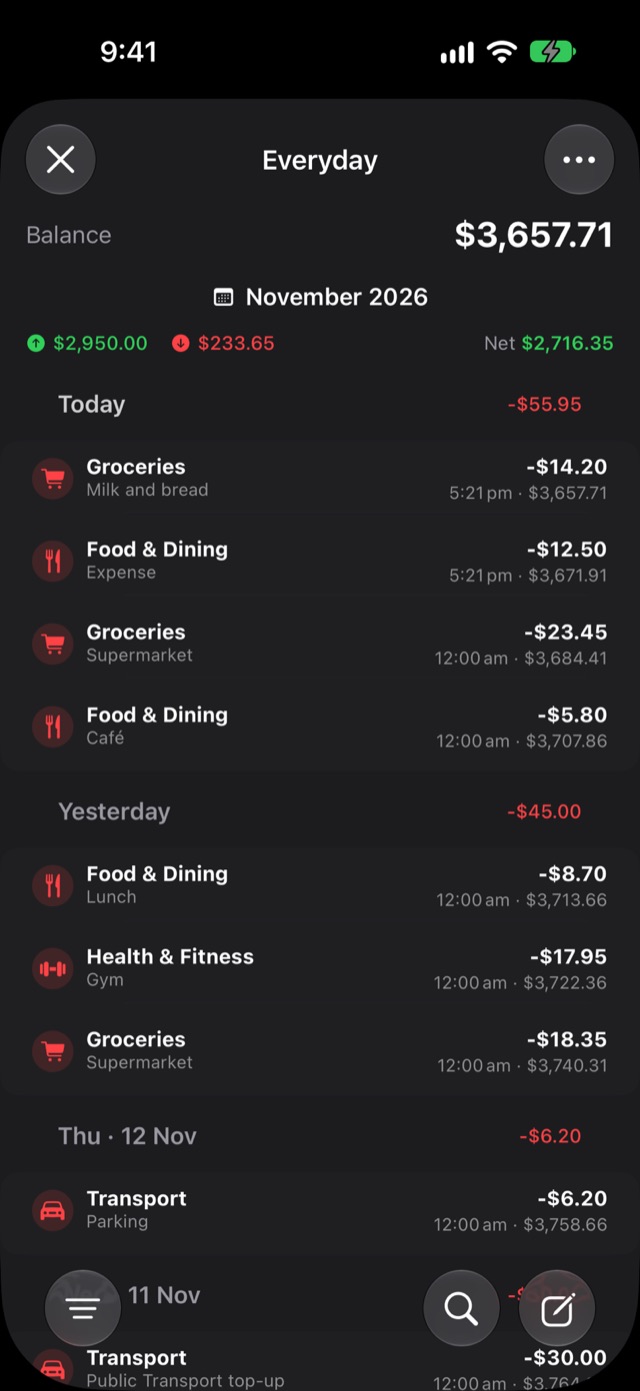 9:41
Everyday
Balance $3,657.71
November 2026
$2,950.00 $233.65 Net $2,716.35
Today -$55.95
Groceries -$14.20
Milk and bread 5:21 pm · $3,657.71
Food & Dining -$12.50
Expense 5:21 pm · $3,671.91
Groceries -$23.45
Supermarket 12:00 am · $3,684.41
Food & Dining -$5.80
Café 12:00 am · $3,707.86
Yesterday -$45.00
Food & Dining -$8.70
Lunch 12:00 am · $3,713.66
Health & Fitness -$17.95
Gym 12:00 am · $3,722.36
Groceries -$18.35
Supermarket 12:00 am · $3,740.31
Thu · 12 Nov -$6.20
Transport -$6.20
Parking 12:00 am · $3,758.66
11 Nov
Transport -$30.00
Public Transport top-up 12:00 am ·